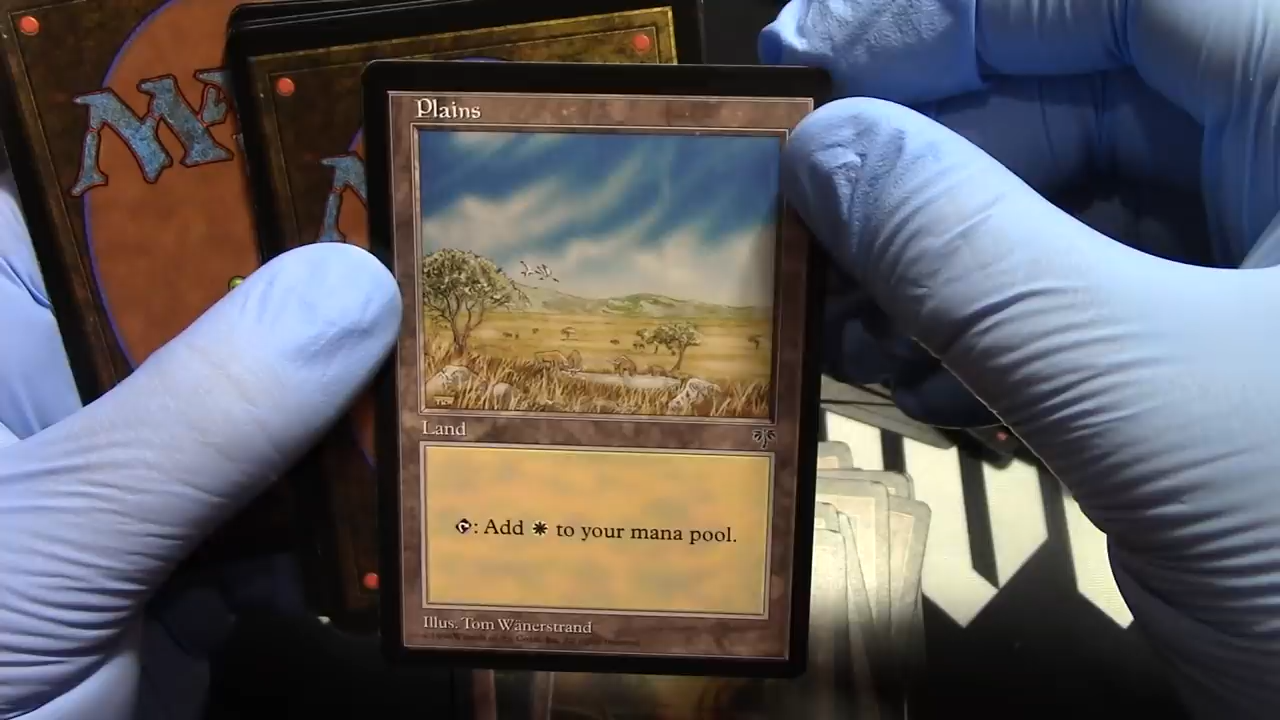 Plains
Land
: Add to your mana pool.
Illus. Tom Wänerstrand